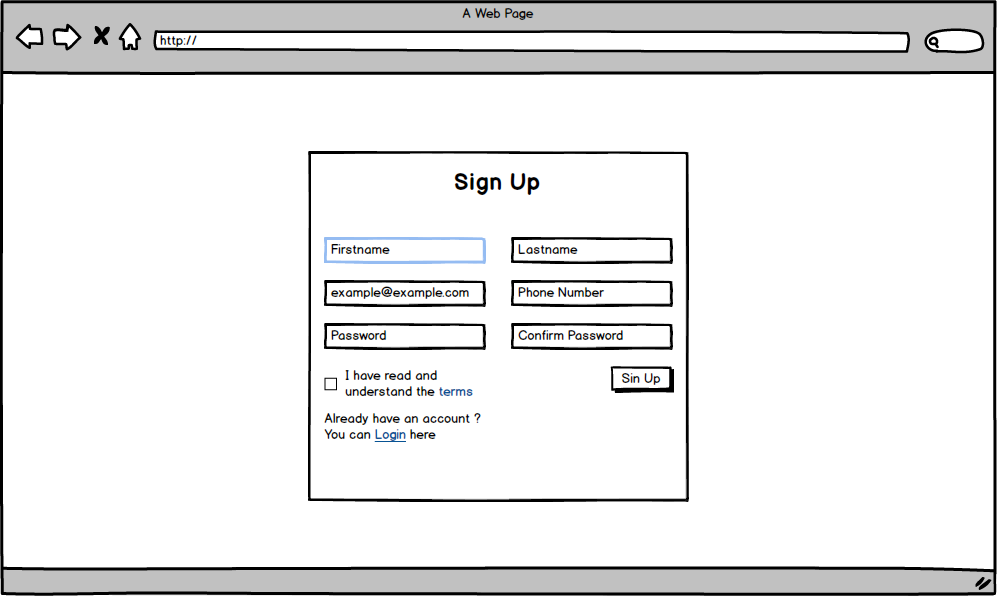 A Web Page
http://
Sign Up
Firstname
Lastname
example@example.com
Phone Number
Password
Confirm Password
I have read and
understand the terms
Sin Up
Already have an account ?
You can Login here